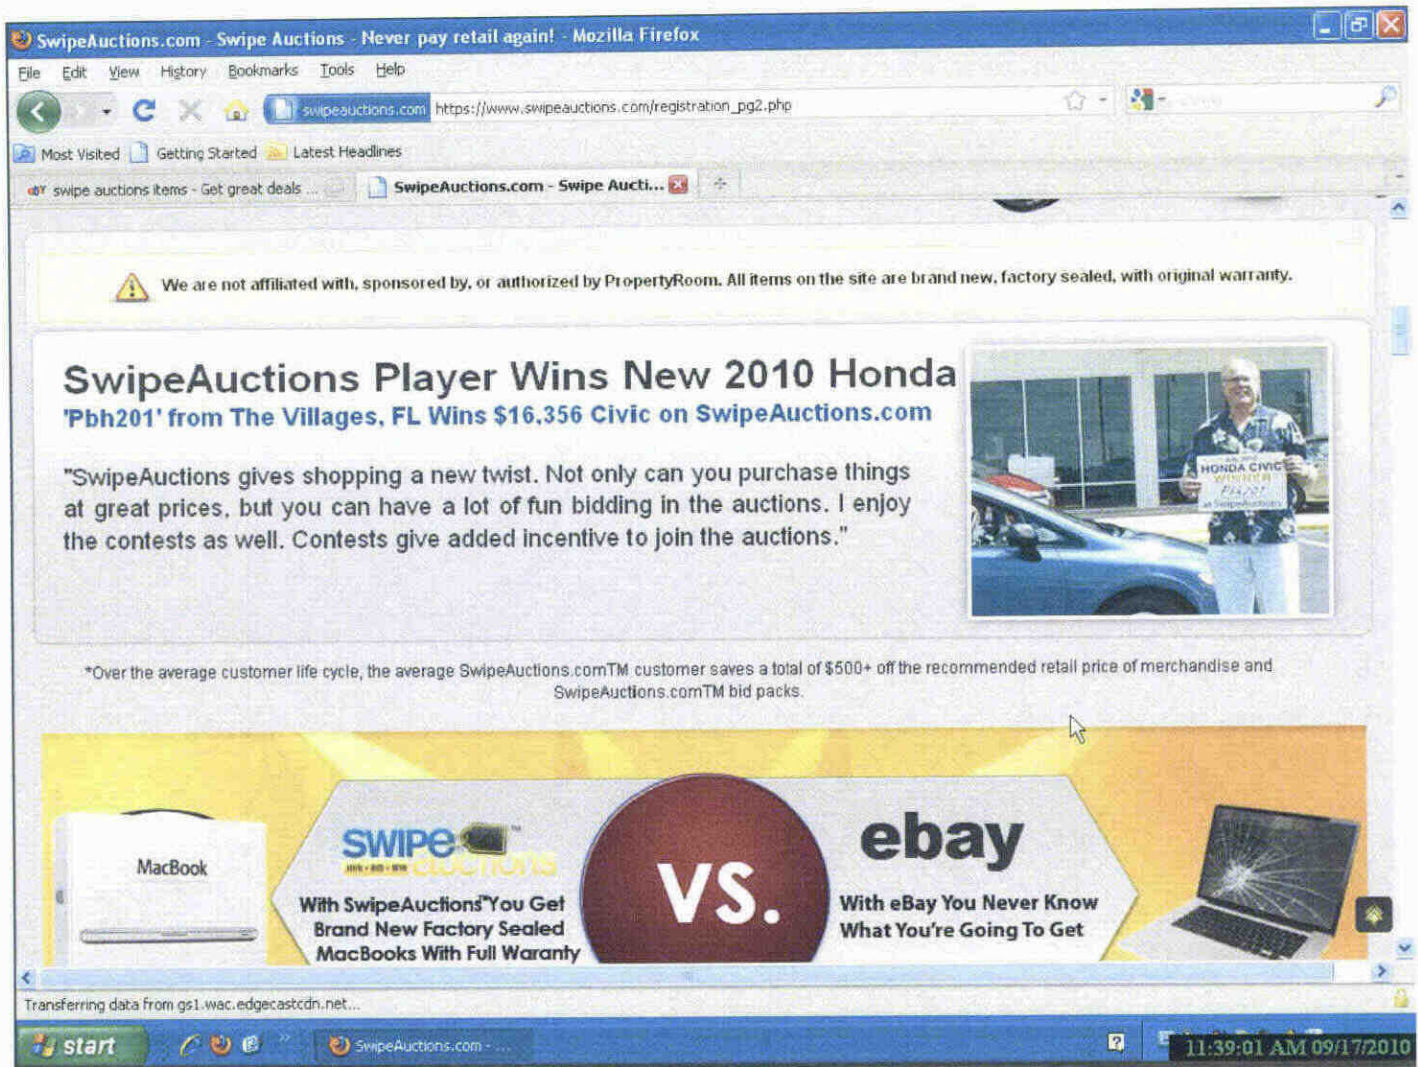 SwipeAuctions.com - Swipe Auctions - Never pay retail again! - Mozilla Firefox
File Edit View History Bookmarks Tools Help
swipeauctions.com https://www.swipeauctions.com/registration_pg2.php
Most Visited Getting Started Latest Headlines
swipe auctions items - Get great deals ... SwipeAuctions.com - Swipe Aucti...
We are not affiliated with, sponsored by, or authorized by PropertyRoom. All items on the site are brand new, factory sealed, with original warranty.
SwipeAuctions Player Wins New 2010 Honda
'Pbh201' from The Villages, FL Wins $16,356 Civic on SwipeAuctions.com
"SwipeAuctions gives shopping a new twist. Not only can you purchase things
at great prices, but you can have a lot of fun bidding in the auctions. I enjoy
the contests as well. Contests give added incentive to join the auctions."
HONDA CIVIC
WINNER
*Over the average customer life cycle, the average SwipeAuctions.comTM customer saves a total of $500+ off the recommended retail price of merchandise and
SwipeAuctions.comTM bid packs.
MacBook
SWIPE auctions™
With SwipeAuctions™You Get
Brand New Factory Sealed
MacBooks With Full Waranty
VS.
ebay
With eBay You Never Know
What You're Going To Get
Transferring data from gs1.wac.edgecastcdn.net...
start SwipeAuctions.com - ...
11:39:01 AM 09/17/2010